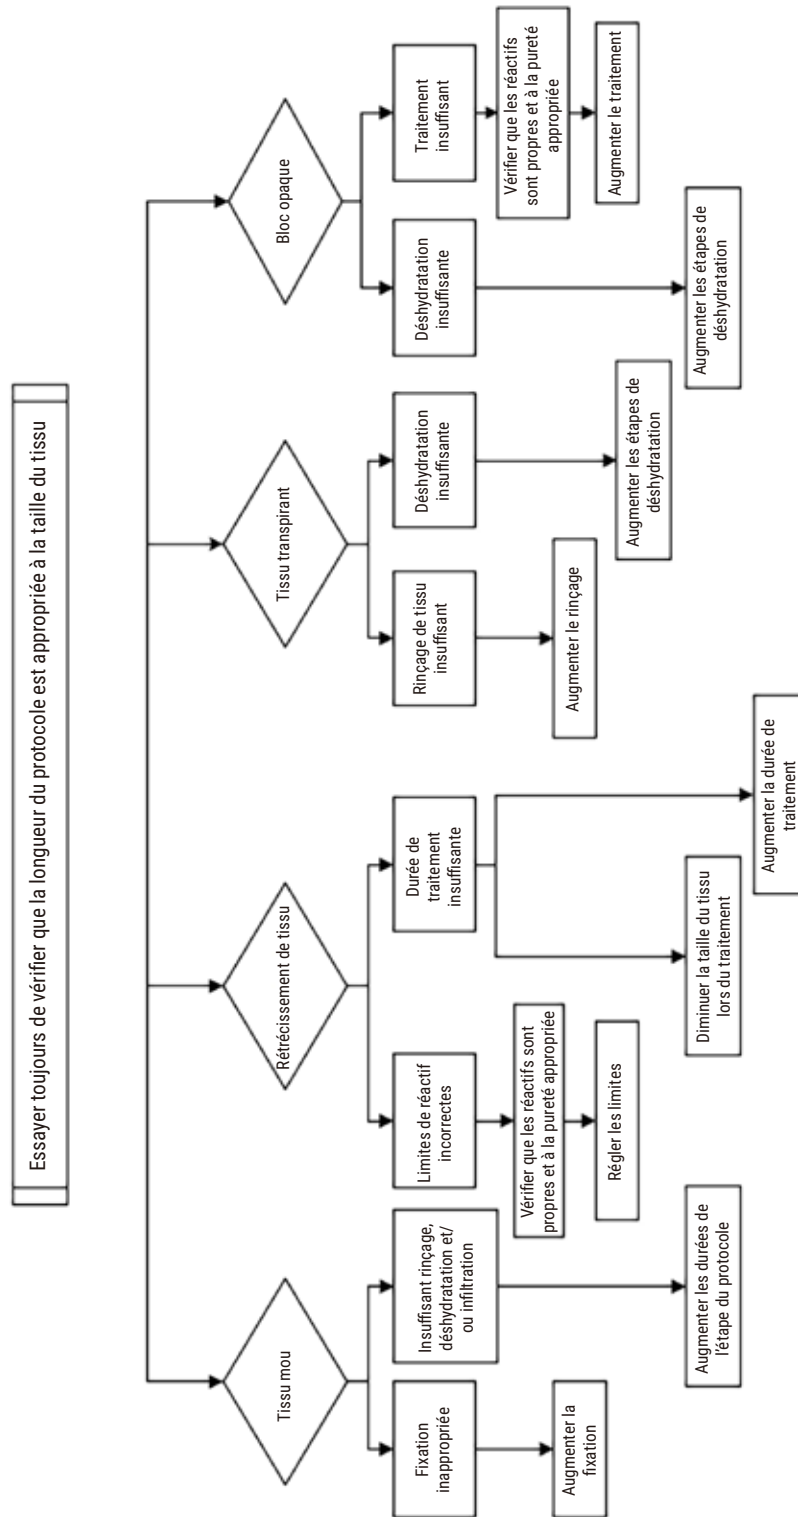 Essayer toujours de vérifier que la longueur du protocole est appropriée à la taille du tissu
Tissu mou
Fixation
inappropriée
Augmenter la
fixation
Insuffisant rinçage,
déshydratation et/
ou infiltration
Augmenter les durées de
l'étape du protocole
Rétrécissement de tissu
Limites de réactif
incorrectes
Vérifier que les réactifs sont
propres et à la pureté appropriée
Régler les limites
Durée de
traitement
insuffisante
Diminuer la taille du tissu
lors du traitement
Augmenter la durée de
traitement
Tissu transpirant
Rinçage de tissu
insuffisant
Augmenter le rinçage
Déshydratation
insuffisante
Augmenter les étapes de
déshydratation
Bloc opaque
Déshydratation
insuffisante
Augmenter les étapes de
déshydratation
Traitement
insuffisant
Vérifier que les réactifs
sont propres et à la pureté
appropriée
Augmenter le traitement